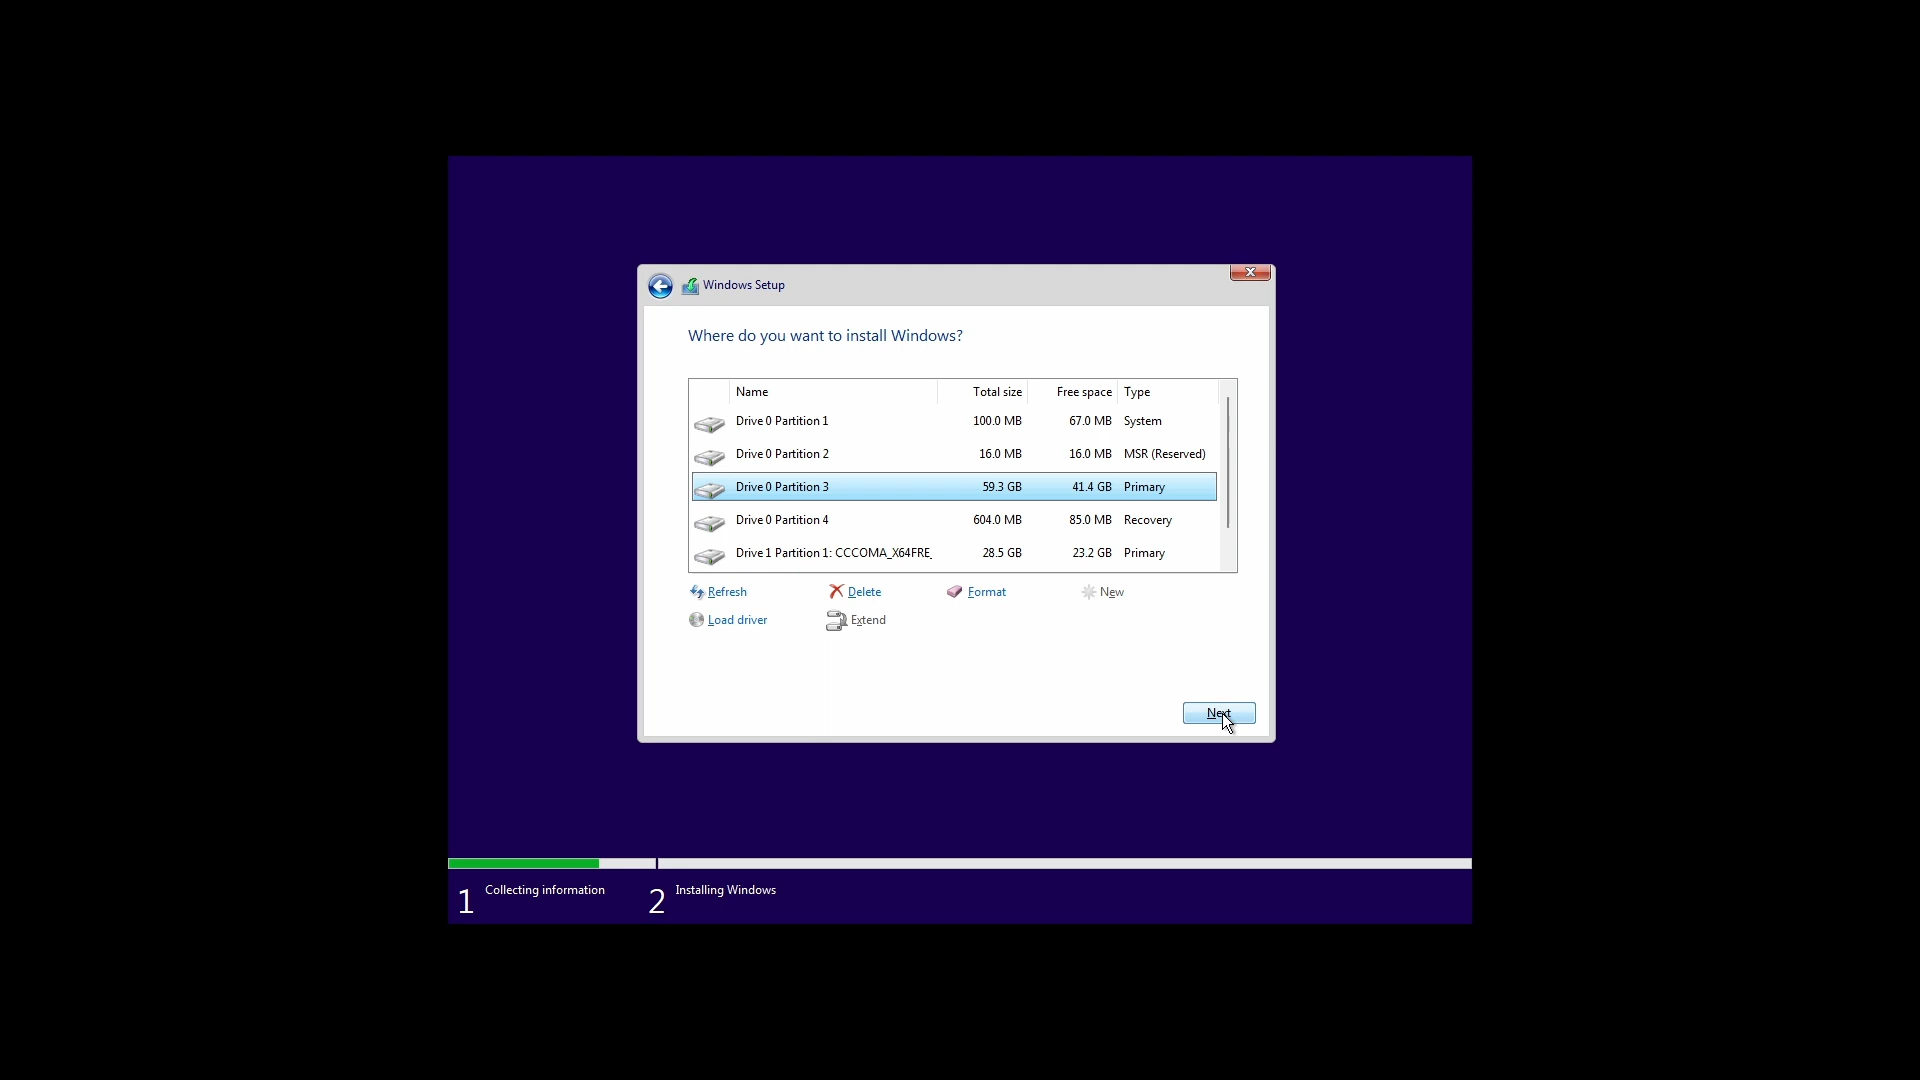 Windows Setup
Where do you want to install Windows?
Name Total size Free space Type
Drive 0 Partition 1 100.0 MB 67.0 MB System
Drive 0 Partition 2 16.0 MB 16.0 MB MSR (Reserved)
Drive 0 Partition 3 59.3 GB 41.4 GB Primary
Drive 0 Partition 4 604.0 MB 85.0 MB Recovery
Drive 1 Partition 1: CCCOMA_X64FRE_ 28.5 GB 23.2 GB Primary
Refresh Delete Format New
Load driver Extend
Next
1 Collecting information 2 Installing Windows